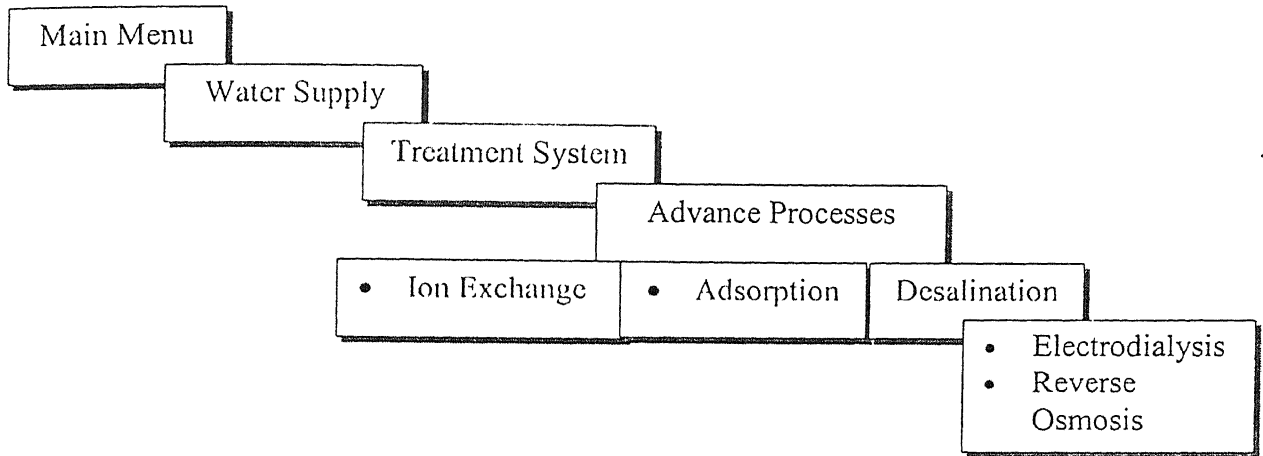 Main Menu
Water Supply
Treatment System
Advance Processes
• Ion Exchange
• Adsorption
Desalination
• Electrodialysis
• Reverse
Osmosis